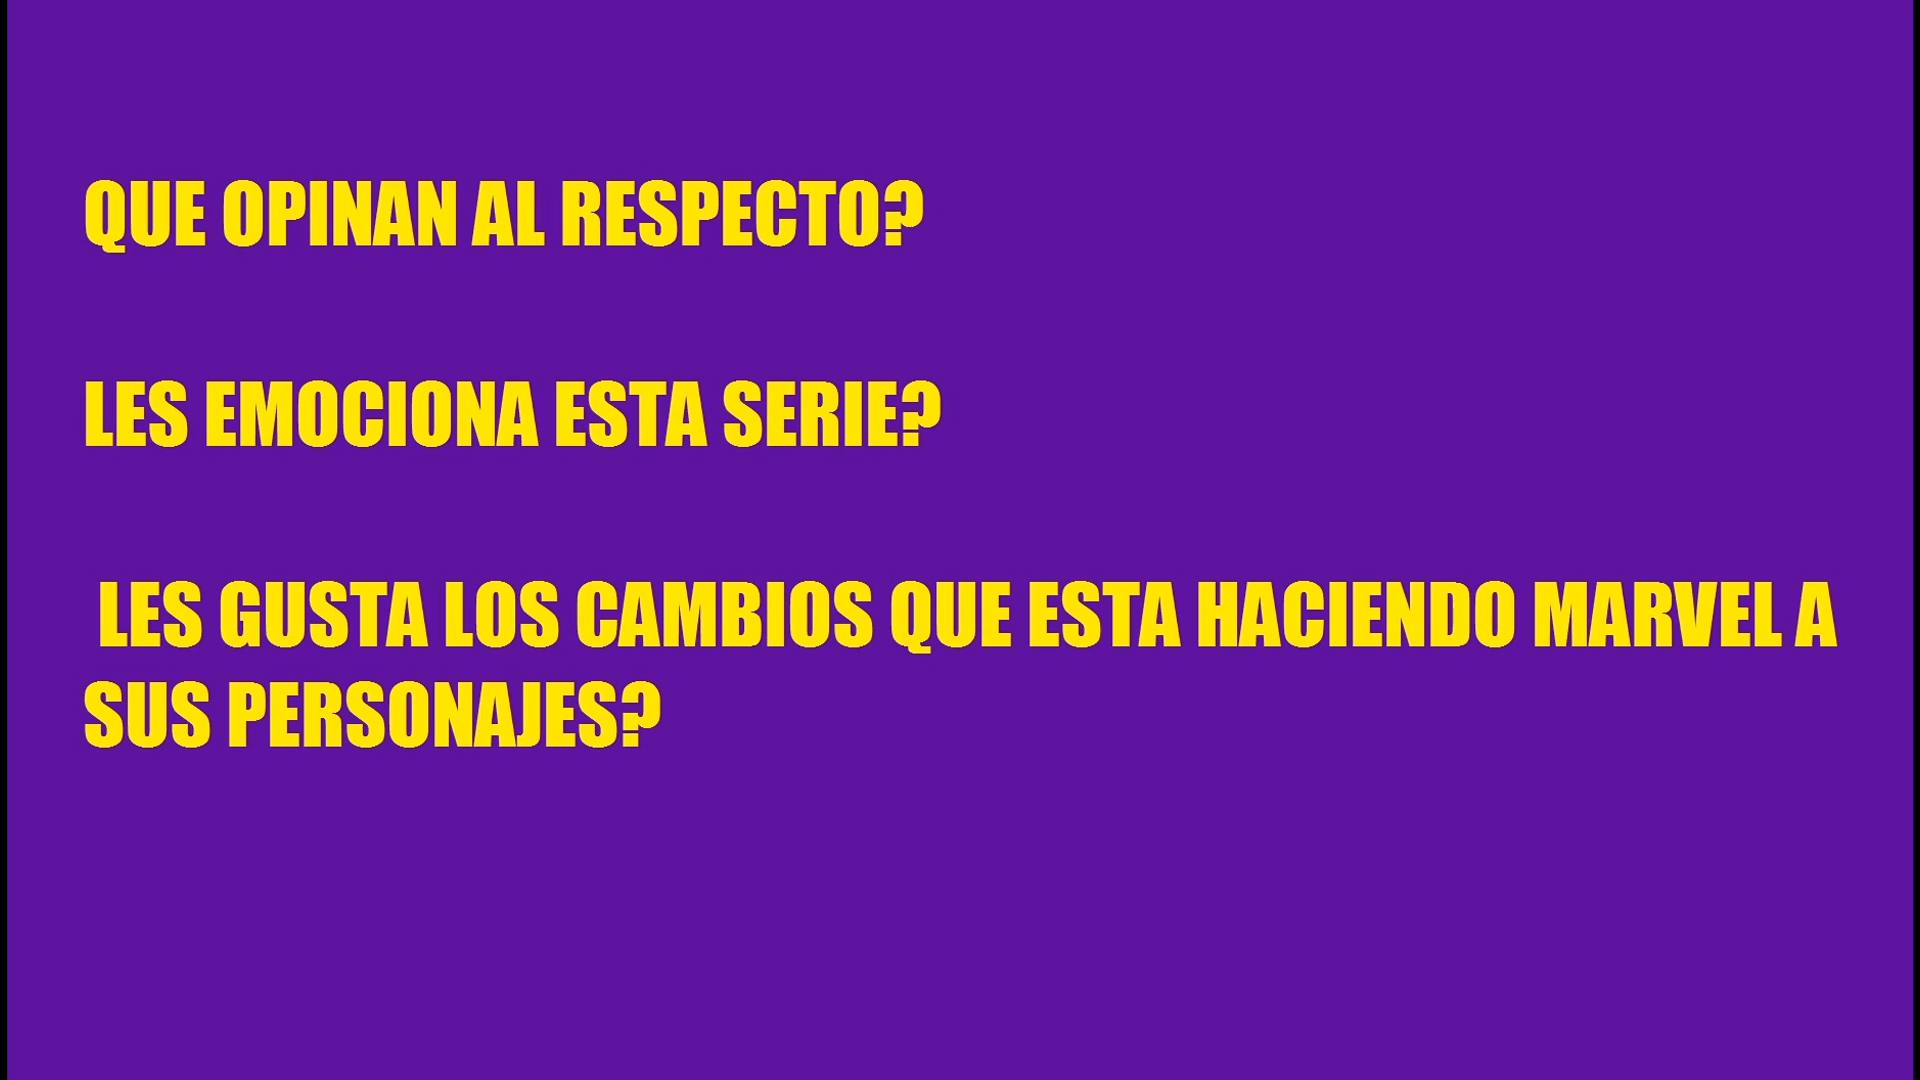 QUE OPINAN AL RESPECTO?
LES EMOCIONA ESTA SERIE?
LES GUSTA LOS CAMBIOS QUE ESTA HACIENDO MARVEL A
SUS PERSONAJES?